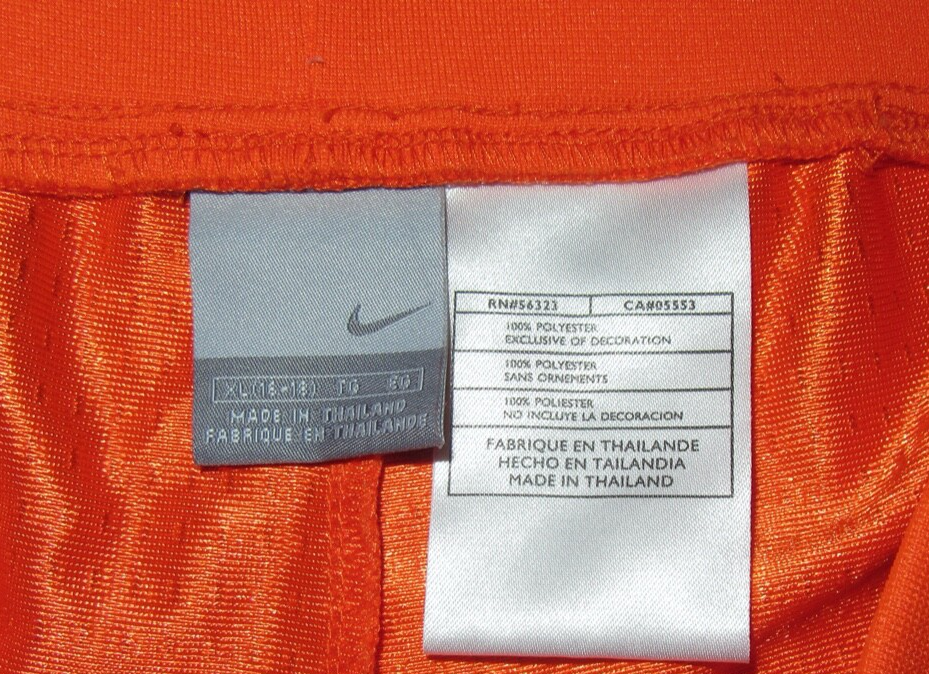 XL(16-18) TG EG
MADE IN THAILAND
FABRIQUE EN THAILANDE
RN#56323 CA#05553
100% POLYESTER
EXCLUSIVE OF DECORATION
100% POLYESTER
SANS ORNEMENTS
100% POLIESTER
NO INCLUYE LA DECORACION
FABRIQUE EN THAILANDE
HECHO EN TAILANDIA
MADE IN THAILAND